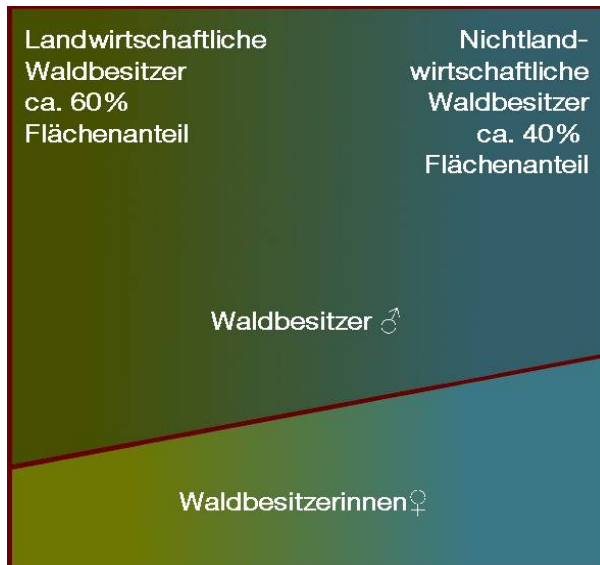 Landwirtschaftliche
Waldbesitzer
ca. 60%
Flächenanteil
Nichtland-
wirtschaftliche
Waldbesitzer
ca. 40%
Flächenanteil
Waldbesitzer ♂
Waldbesitzerinnen♀